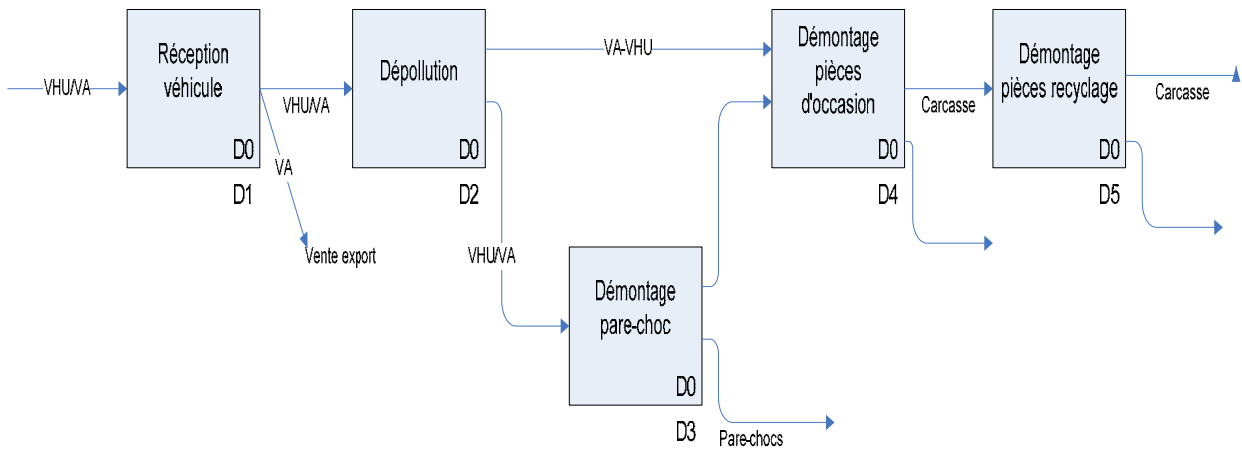 VHU/VA
Réception
véhicule
D0
D1
VHU/VA
VA
Vente export
Dépollution
D0
D2
VA-VHU
VHU/VA
Démontage
pare-choc
D0
D3
Pare-chocs
Démontage
pièces
d'occasion
D0
D4
Carcasse
Démontage
pièces recyclage
D0
D5
Carcasse